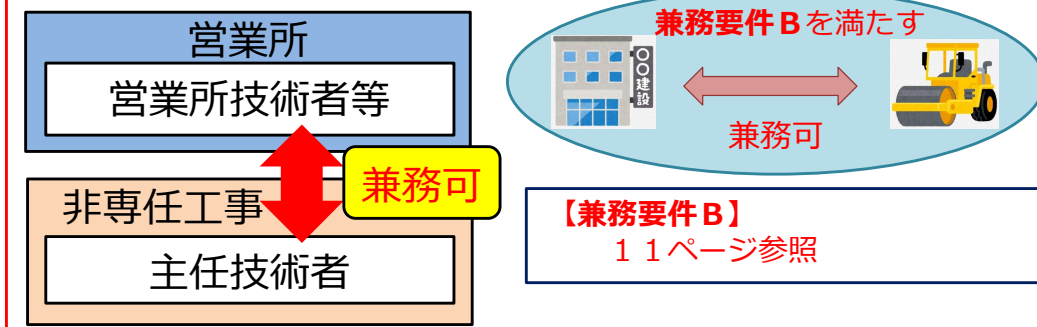 営業所
営業所技術者等
兼務可
非専任工事
主任技術者
兼務要件Bを満たす
〇〇建設
兼務可
【兼務要件B】
11ページ参照